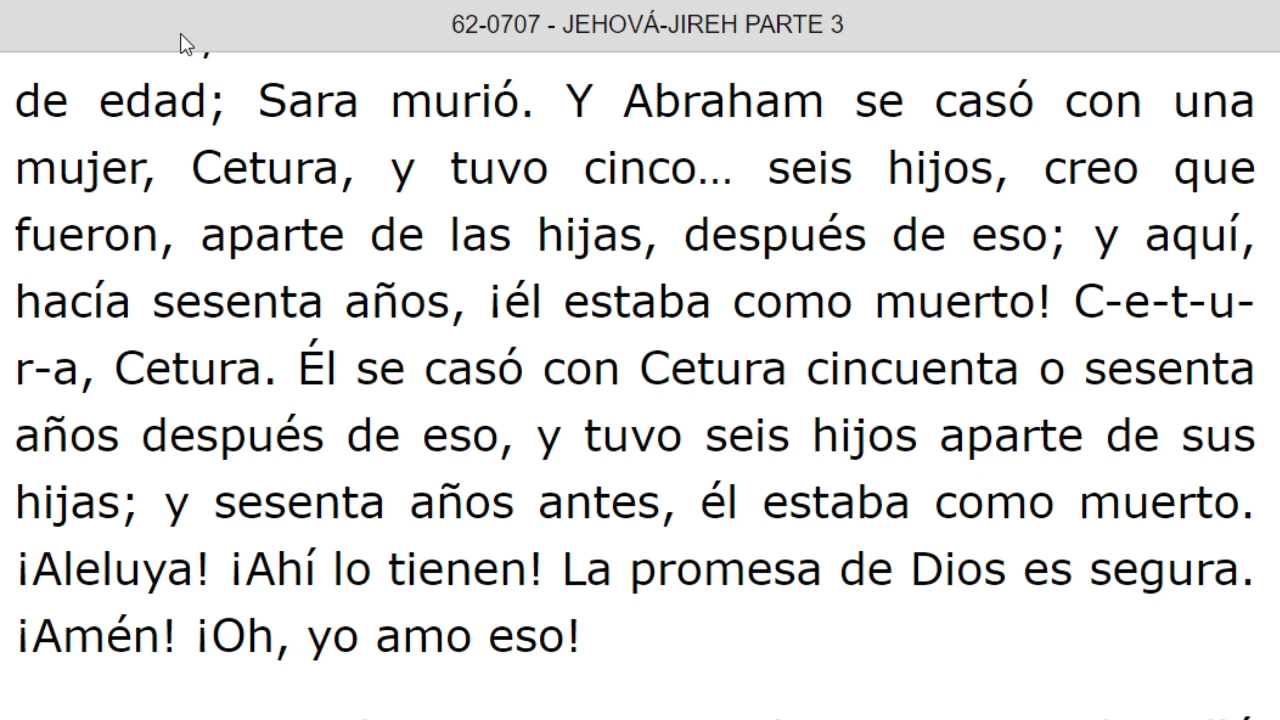 62-0707 - JEHOVÁ-JIREH PARTE 3
de edad; Sara murió. Y Abraham se casó con una
mujer, Cetura, y tuvo cinco... seis hijos, creo que
fueron, aparte de las hijas, después de eso; y aquí,
hacía sesenta años, ¡él estaba como muerto! C-e-t-u-
r-a, Cetura. Él se casó con Cetura cincuenta o sesenta
años después de eso, y tuvo seis hijos aparte de sus
hijas; y sesenta años antes, él estaba como muerto.
¡Aleluya! ¡Ahí lo tienen! La promesa de Dios es segura.
¡Amén! ¡Oh, yo amo eso!